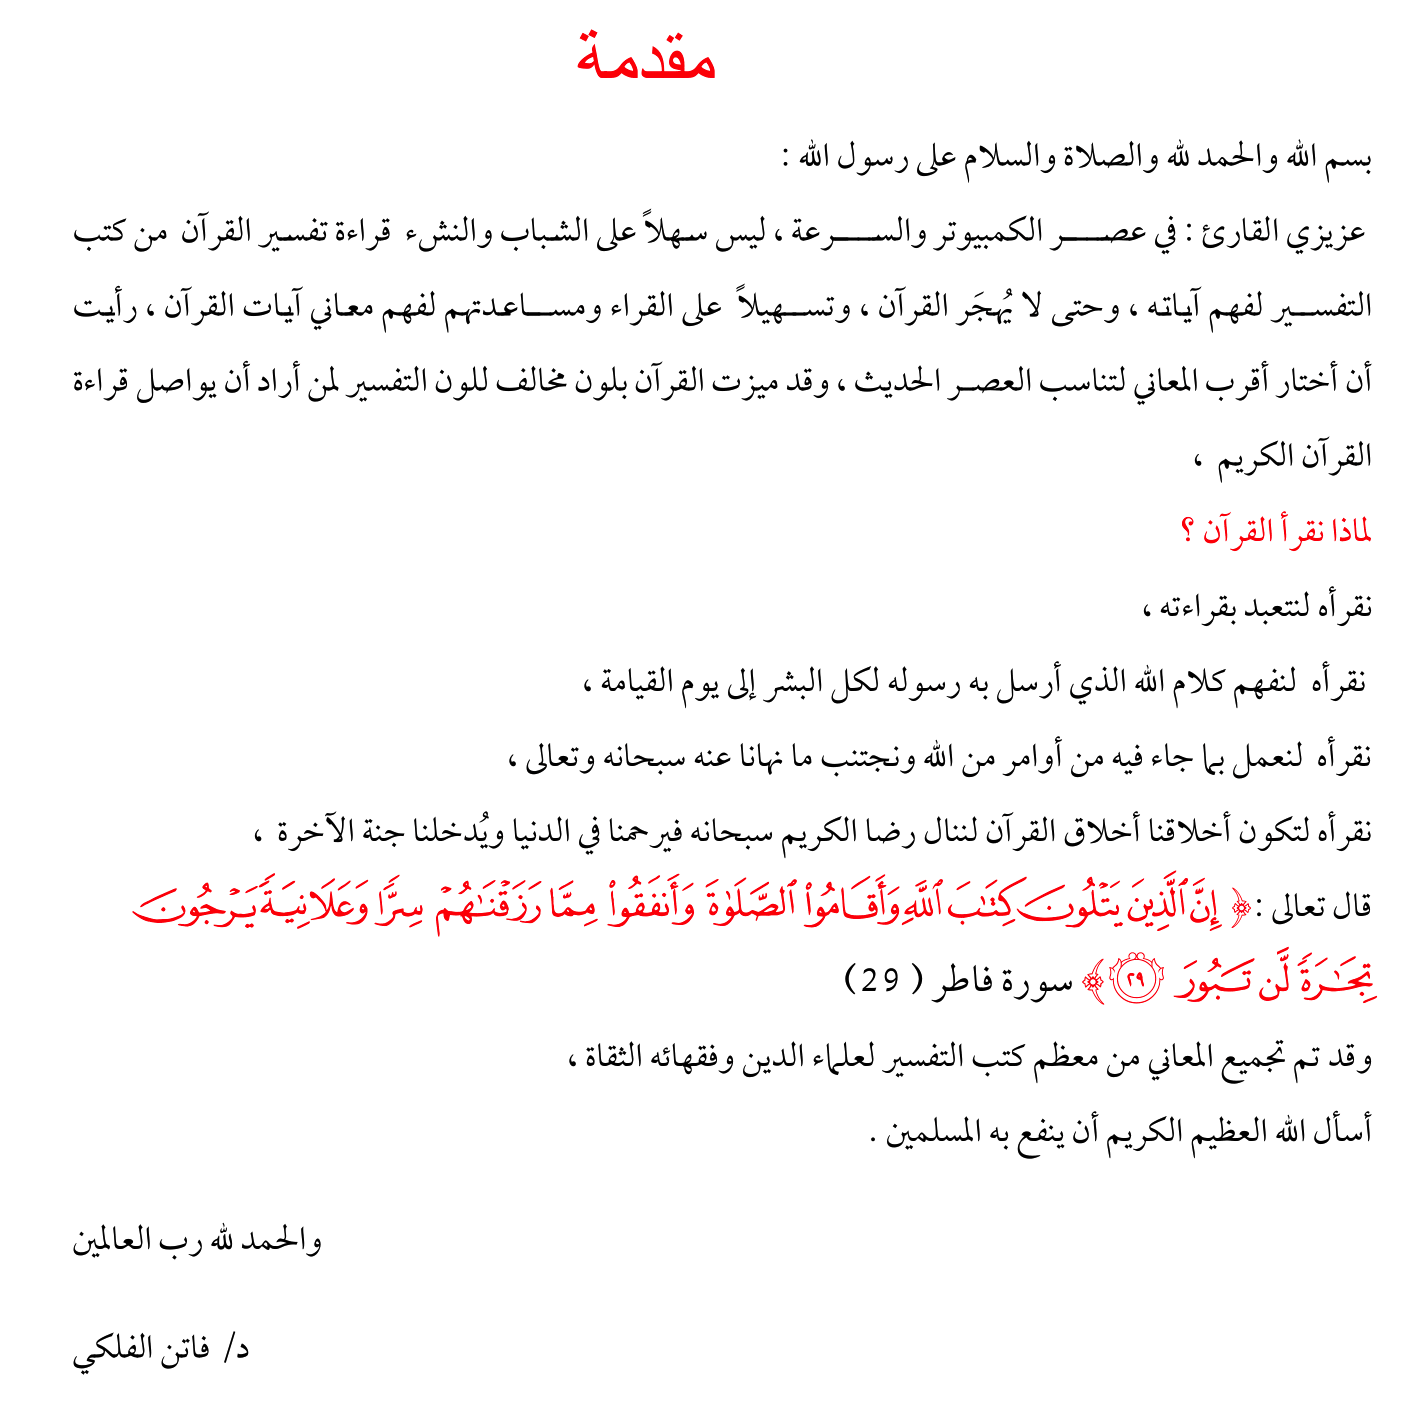 مقدمة
بسم الله والحمد لله والصلاة والسلام على رسول الله :
عزيزي القارئ : في عصـــر الكمبيوتر والســـرعة ، ليس سهلاً على الشباب والنشء قراءة تفسير القرآن من كتب
التفســـير لفهم آياته ، وحتى لا يُهجَر القرآن ، وتســـهيلاً على القراء ومســـاعدتهم لفهم معاني آيات القرآن ، رأيت
أن أختار أقرب المعاني لتناسب العصـر الحديث ، وقد ميزت القرآن بلون مخالف للون التفسير لمن أراد أن يواصل قراءة
القرآن الكريم ،
لماذا نقرأ القرآن ؟
نقرأه لنتعبد بقراءته ،
نقرأه لنفهم كلام الله الذي أرسل به رسوله لكل البشر إلى يوم القيامة ،
نقرأه لنعمل بما جاء فيه من أوامر من الله ونجتنب ما نهانا عنه سبحانه وتعالى ،
نقرأه لتكون أخلاقنا أخلاق القرآن لننال رضا الكريم سبحانه فيرحمنا في الدنيا ويُدخلنا جنة الآخرة ،
قال تعالى : ﴿ إِنَّ ٱلَّذِينَ يَتۡلُونَ كِتَٰبَ ٱللَّهِ وَأَقَامُواْ ٱلصَّلَوٰةَ وَأَنفَقُواْ مِمَّا رَزَقۡنَٰهُمۡ سِرّٗا وَعَلَانِيَةٗ يَرۡجُونَ
تِجَٰرَةٗ لَّن تَبُورَ ٢٩ ﴾ سورة فاطر ( 29)
وقد تم تجميع المعاني من معظم كتب التفسير لعلماء الدين وفقهائه الثقاة ،
أسأل الله العظيم الكريم أن ينفع به المسلمين .
والحمد لله رب العالمين
د/ فاتن الفلكي